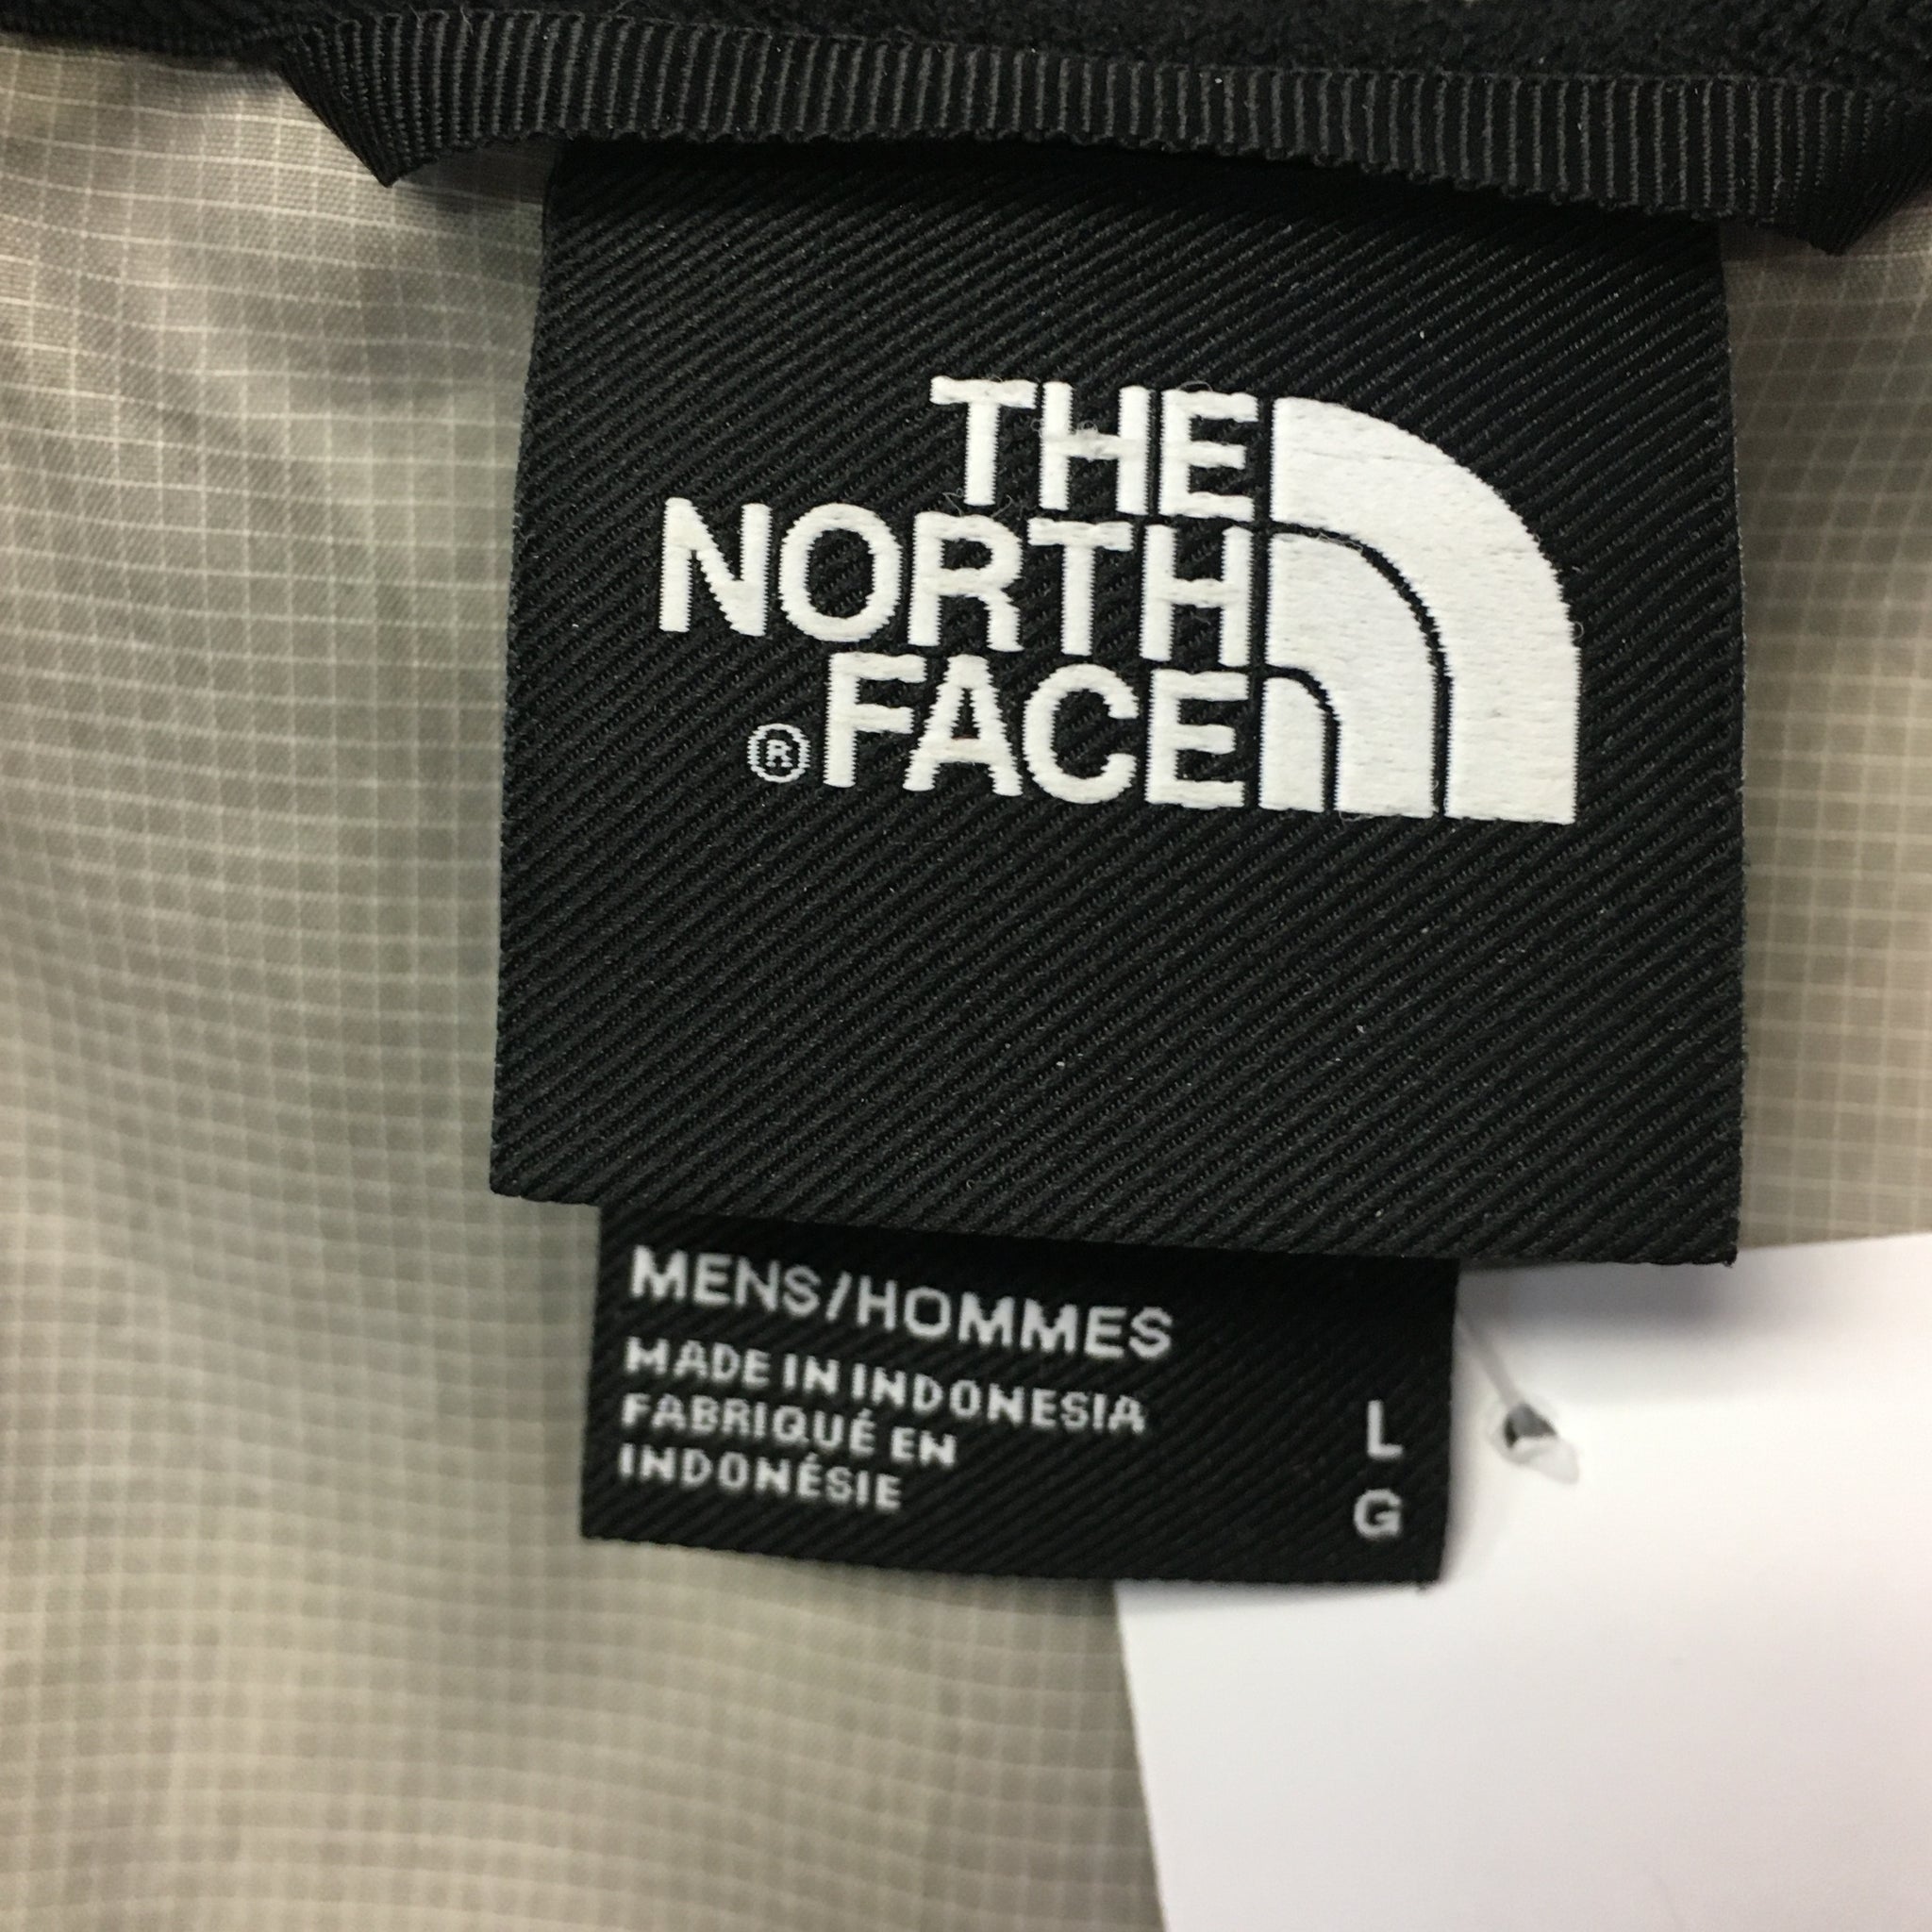 THE
NORTH
® FACE
MENS/HOMMES
MADE IN INDONESIA
FABRIQUÉ EN
INDONÉSIE
L
G